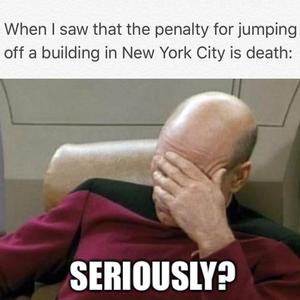 When I saw that the penalty for jumping
off a building in New York City is death:
SERIOUSLY?